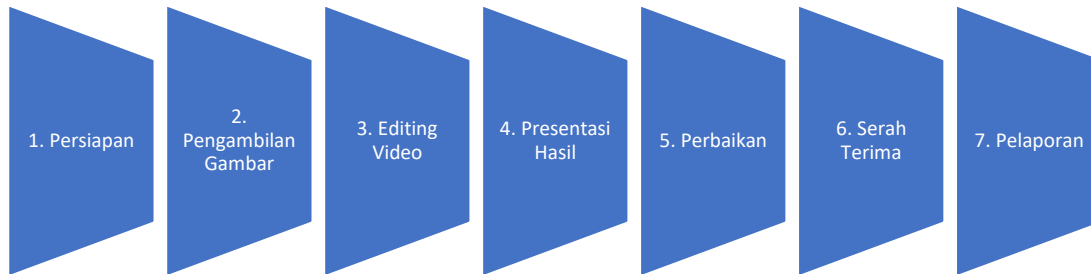 1. Persiapan
2.
Pengambilan
Gambar
3. Editing
Video
4. Presentasi
Hasil
5. Perbaikan
6. Serah
Terima
7. Pelaporan